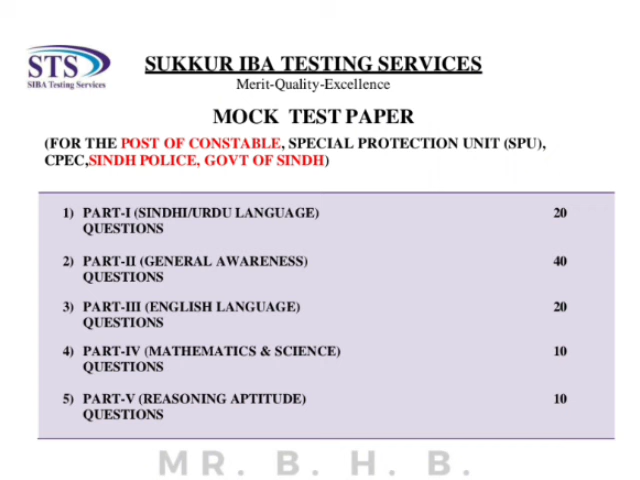 STS
SIBA Testing Services
SUKKUR IBA TESTING SERVICES
Merit-Quality-Excellence
MOCK TEST PAPER
(FOR THE POST OF CONSTABLE, SPECIAL PROTECTION UNIT (SPU),
CPEC,SINDH POLICE, GOVT OF SINDH)
1) PART-I (SINDHI/URDU LANGUAGE) 20
QUESTIONS
2) PART-II (GENERAL AWARENESS) 40
QUESTIONS
3) PART-III (ENGLISH LANGUAGE) 20
QUESTIONS
4) PART-IV (MATHEMATICS & SCIENCE) 10
QUESTIONS
5) PART-V (REASONING APTITUDE) 10
QUESTIONS
MR. B. H. B.